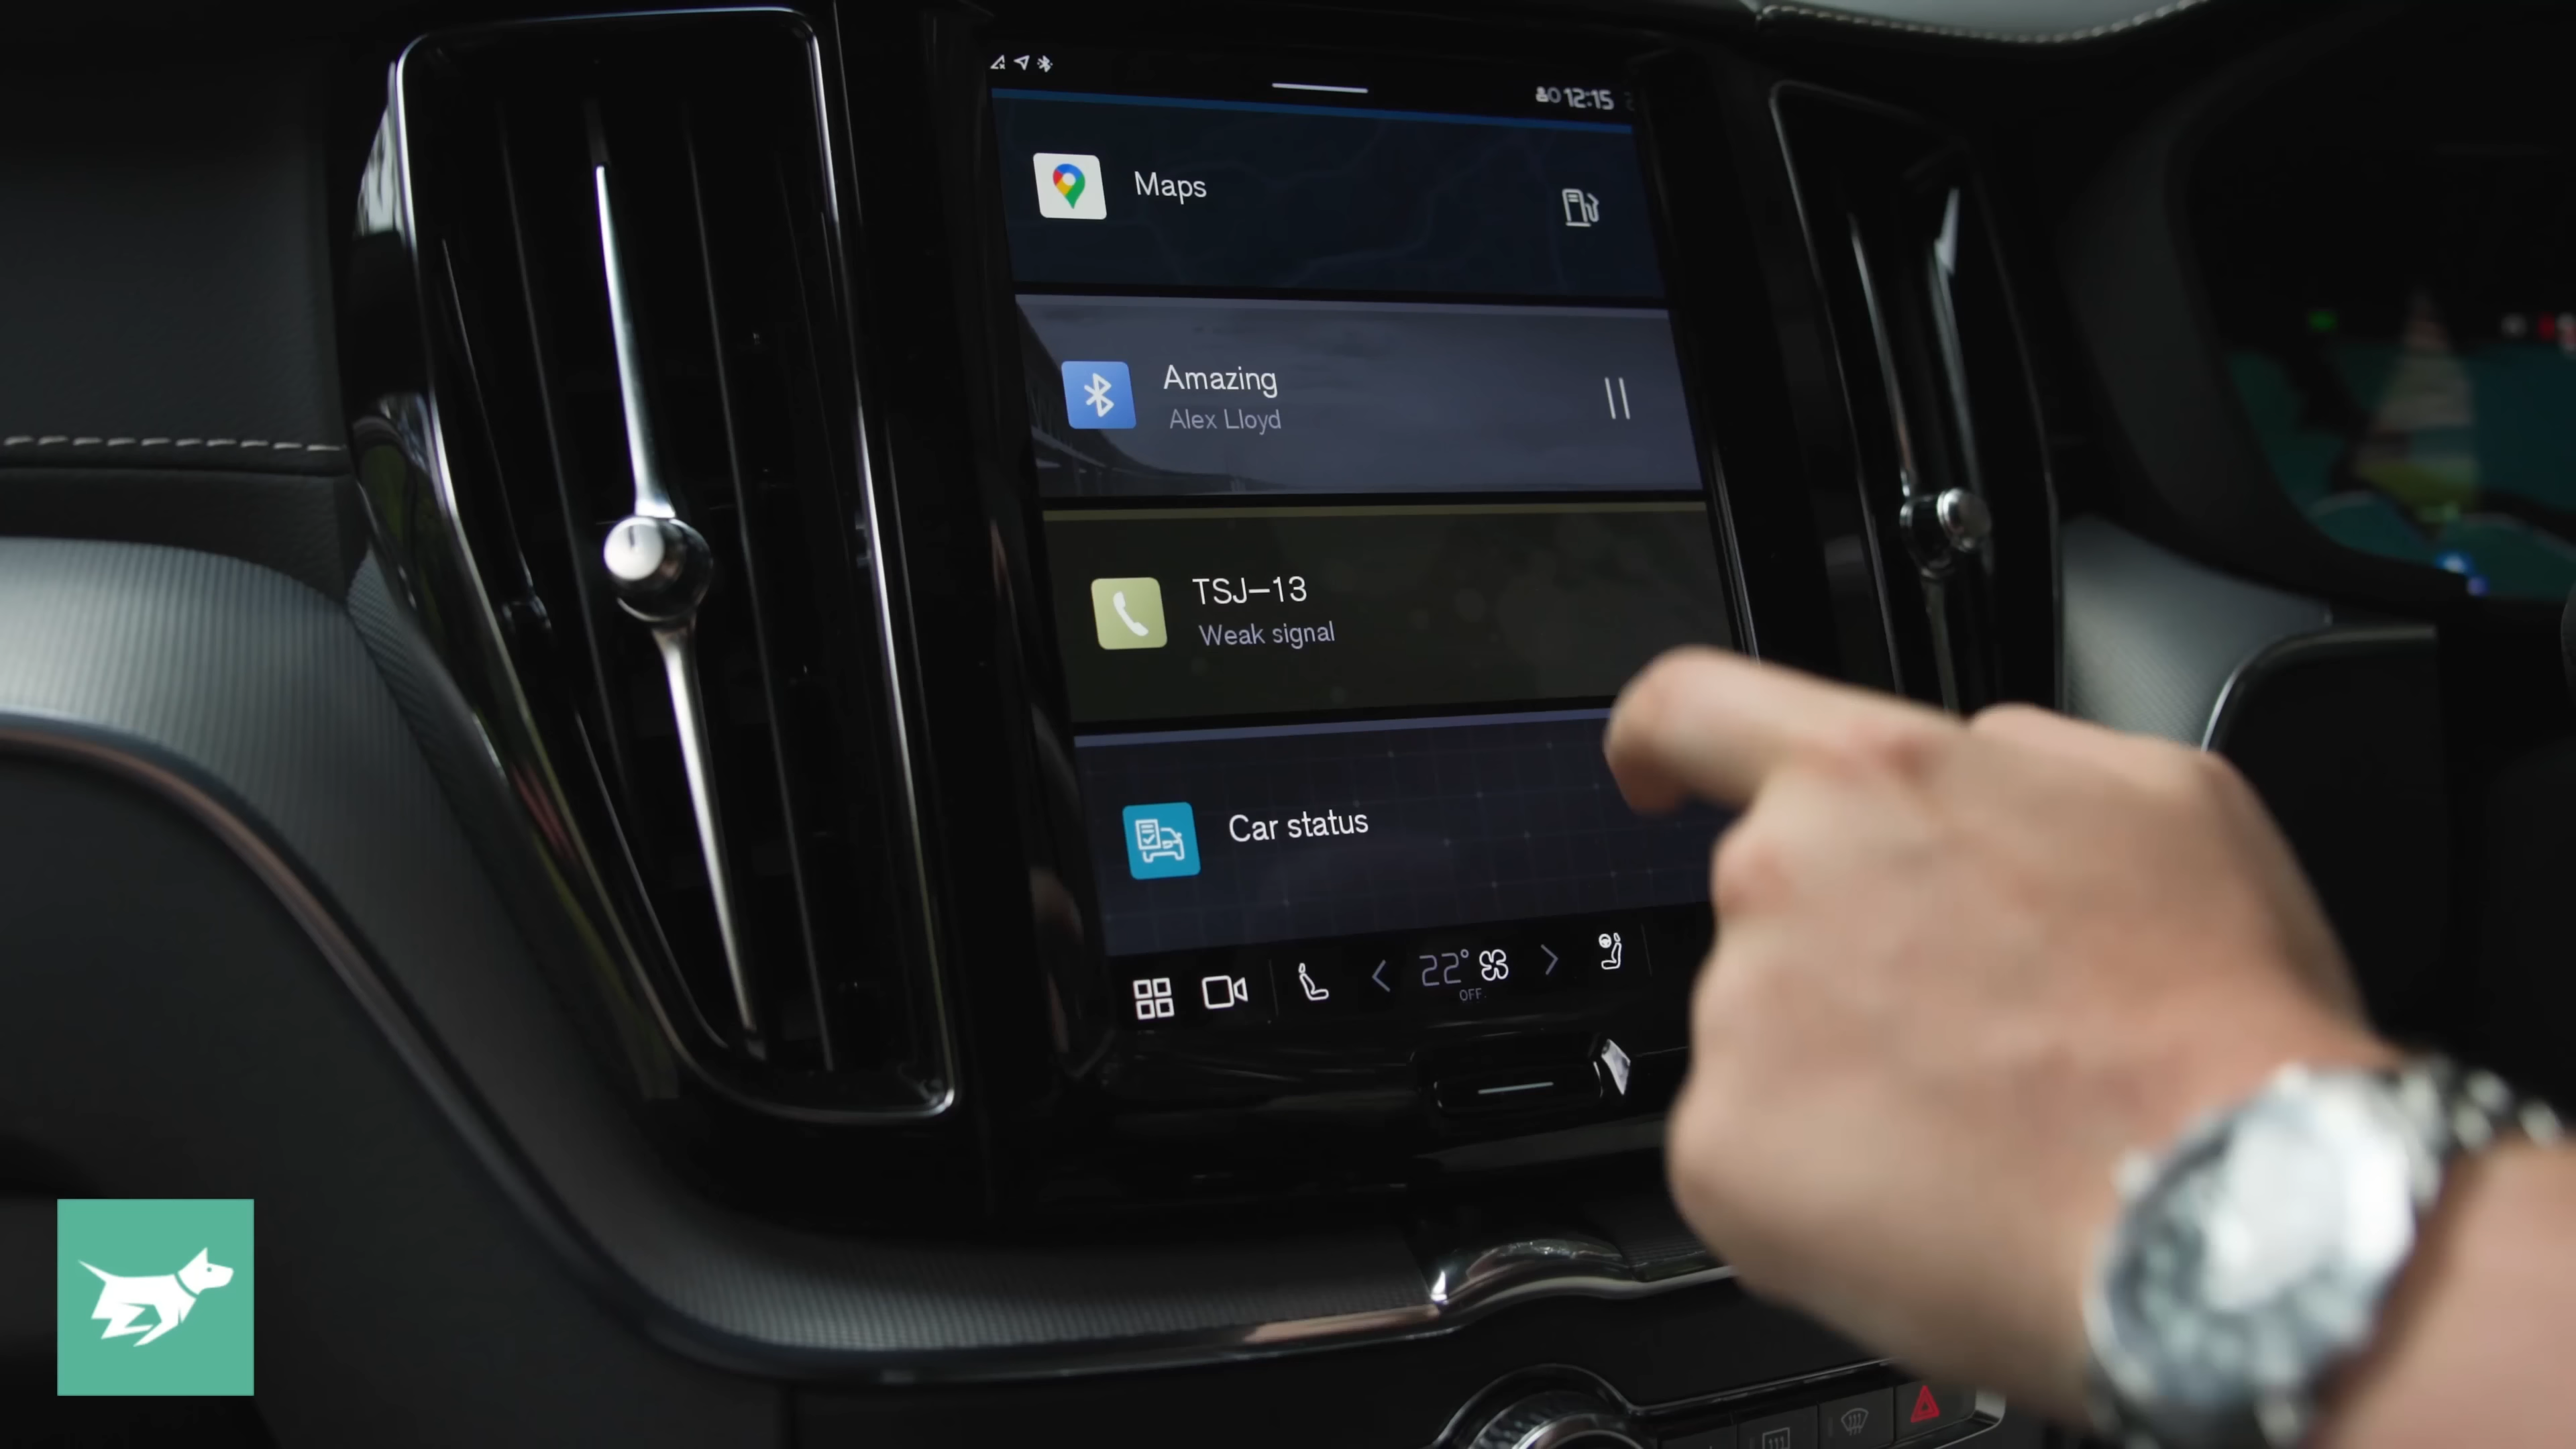 12:15
Maps
Amazing
Alex Lloyd
TSJ–13
Weak signal
Car status
22°
OFF